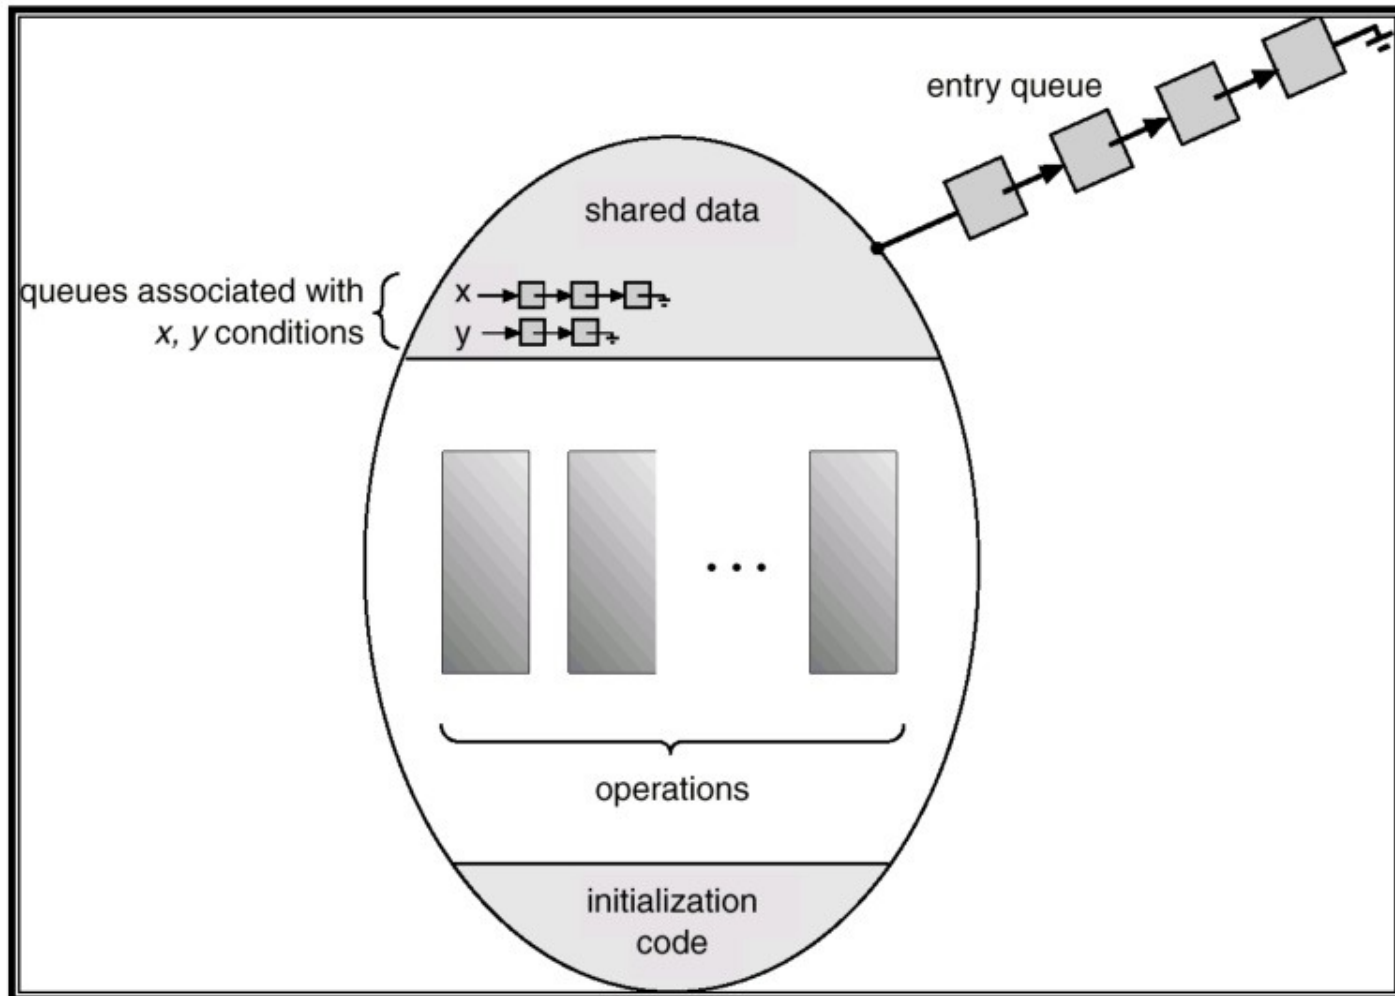 entry queue
shared data
queues associated with
x, y conditions
x
y
...
operations
initialization
code